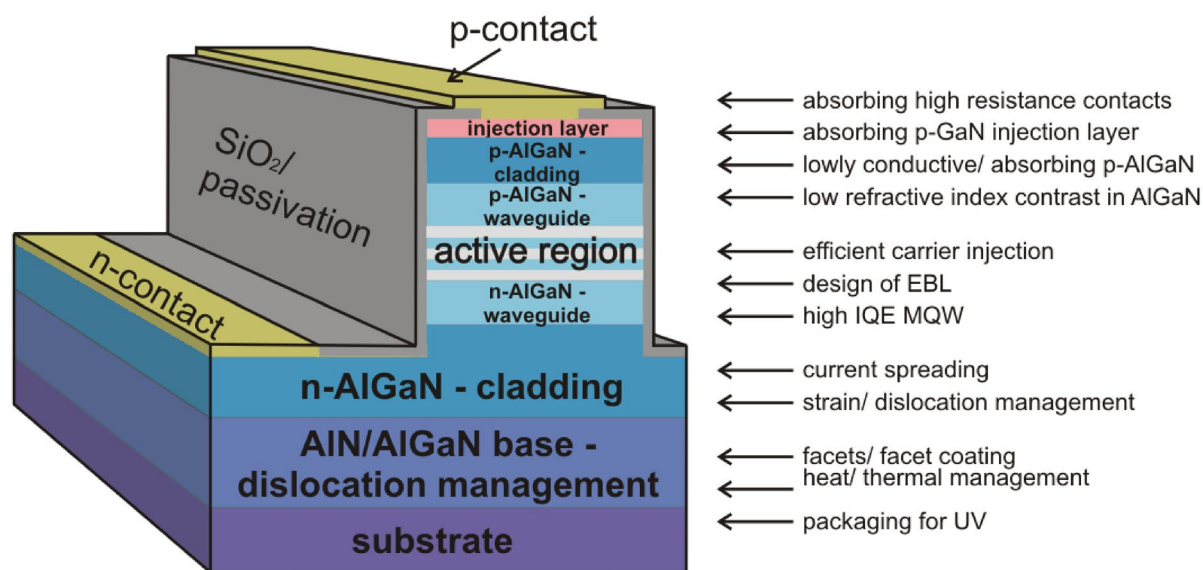 p-contact
SiO₂/
passivation
n-contact
injection layer
p-AlGaN -
cladding
p-AlGaN -
waveguide
active region
n-AlGaN -
waveguide
n-AlGaN - cladding
AlN/AlGaN base -
dislocation management
substrate
absorbing high resistance contacts
absorbing p-GaN injection layer
lowly conductive/ absorbing p-AlGaN
low refractive index contrast in AlGaN
efficient carrier injection
design of EBL
high IQE MQW
current spreading
strain/ dislocation management
facets/ facet coating
heat/ thermal management
packaging for UV